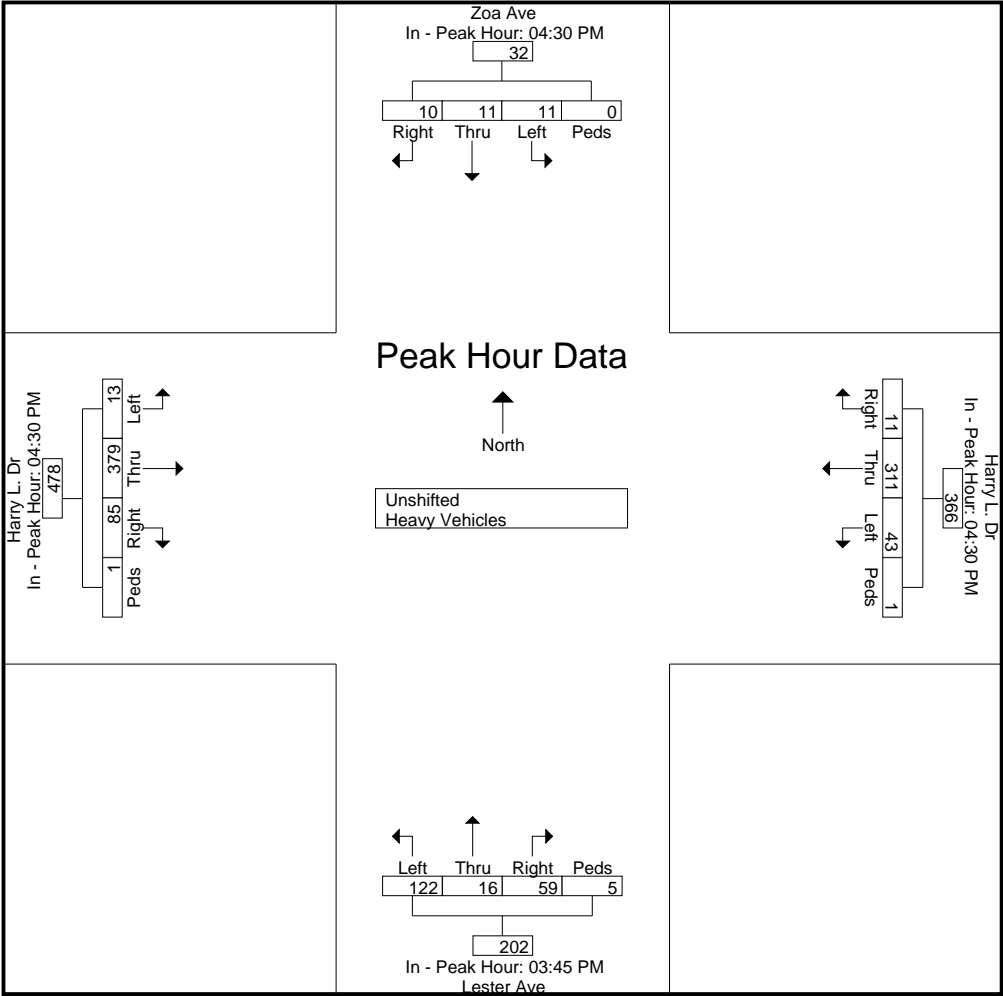 Zoa Ave
In - Peak Hour: 04:30 PM
32
10 11 11 0
Right Thru Left Peds
Peak Hour Data
North
Unshifted
Heavy Vehicles
Harry L. Dr
In - Peak Hour: 04:30 PM
478
13 379 85 1
Left Thru Right Peds
Harry L. Dr
In - Peak Hour: 04:30 PM
366
11 311 43 1
Right Thru Left Peds
Left Thru Right Peds
122 16 59 5
202
In - Peak Hour: 03:45 PM
Lester Ave